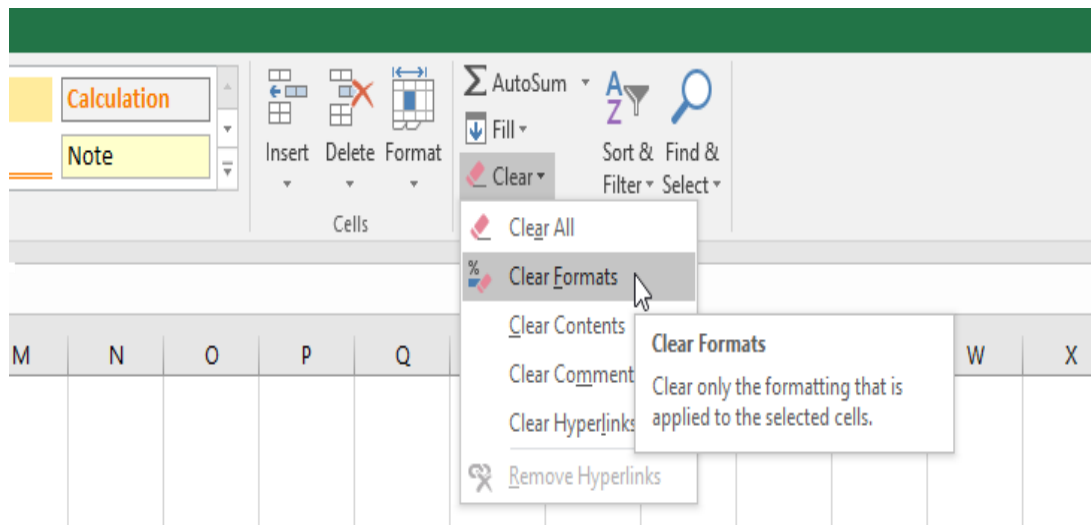 Calculation
Note
Insert
Delete
Format
Cells
AutoSum
Fill
Clear
Sort &
Filter
Find &
Select
Clear All
% Clear Formats
Clear Contents
Clear Comment
Clear Hyperlinks
Remove Hyperlinks
Clear Formats
Clear only the formatting that is
applied to the selected cells.
M N O P Q W X